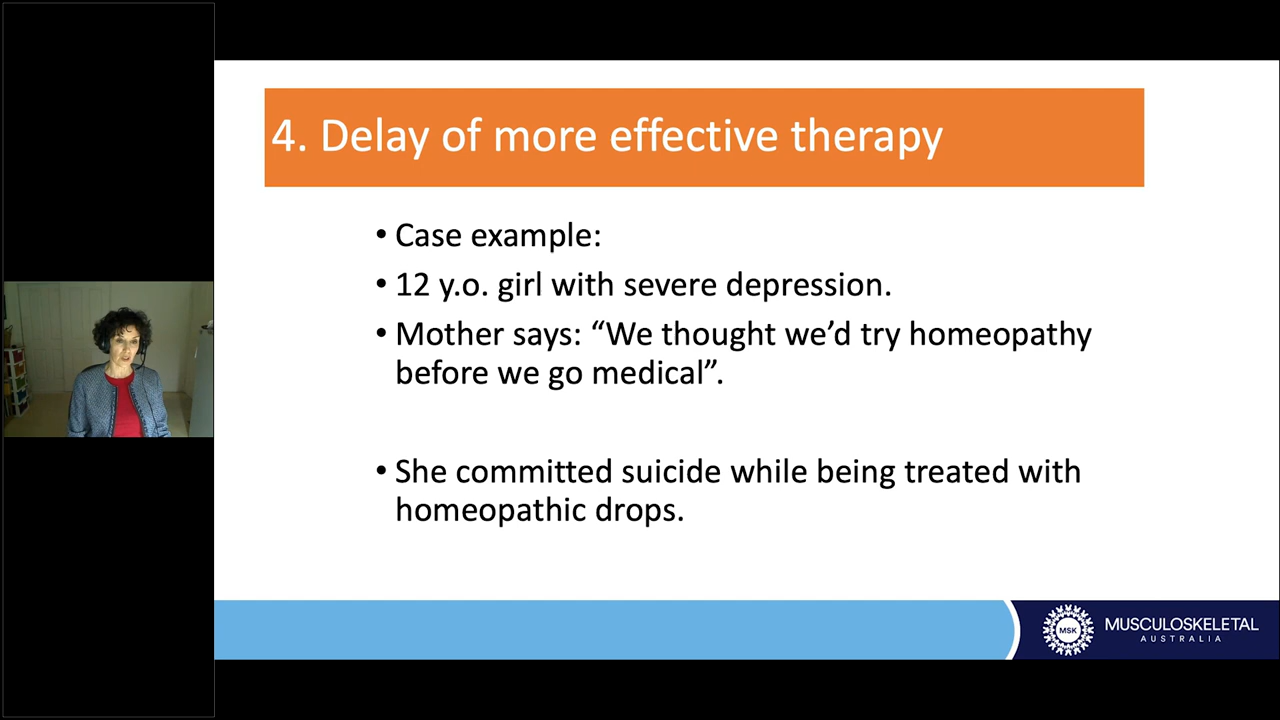 4. Delay of more effective therapy
• Case example:
• 12 y.o. girl with severe depression.
• Mother says: “We thought we’d try homeopathy
before we go medical”.
• She committed suicide while being treated with
homeopathic drops.
MSK
MUSCULOSKELETAL
AUSTRALIA